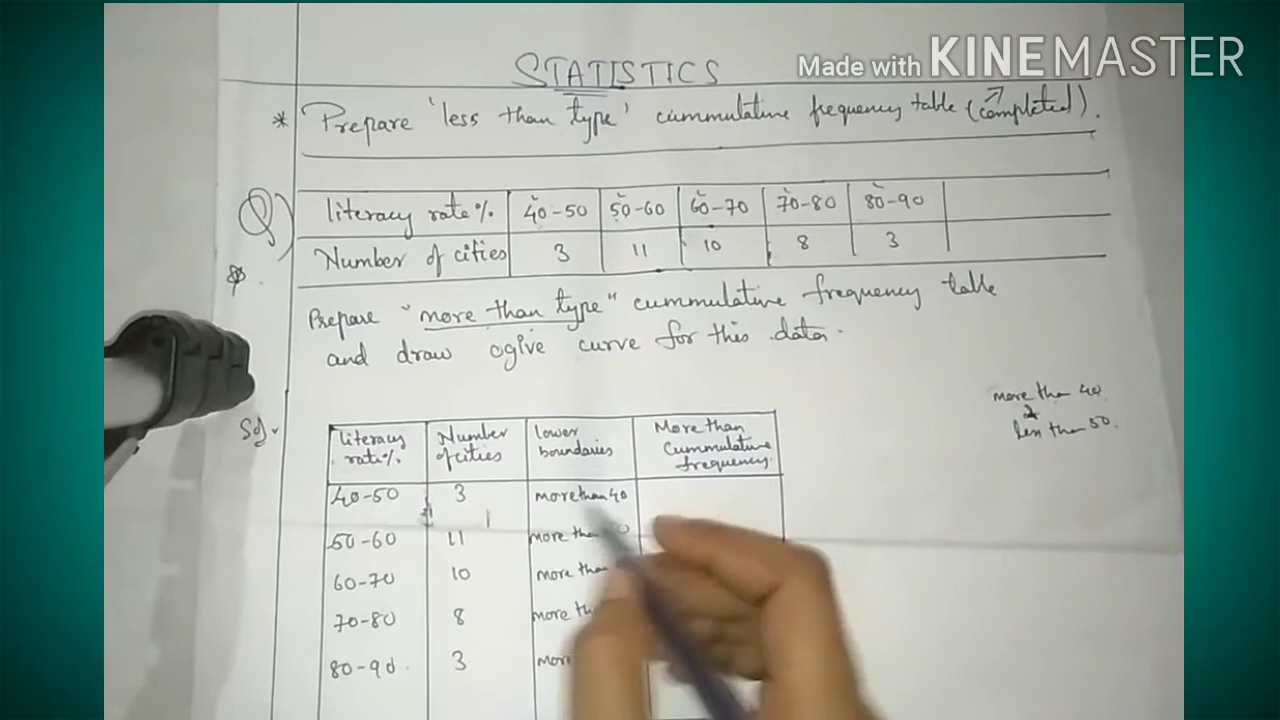 STATISTICS
Made with KINEMASTER
* Prepare 'less than type' cummulative frequency table (completed).
Q) literacy rate% 40-50 50-60 60-70 70-80 80-90
Number of cities 3 11 10 8 3
Prepare "more than type" cummulative frequency table
and draw ogive curve for this data.
more than 40
&
less than 50.
Sol. literacy rate% Number of cities lower boundaries More than cummulative frequency
40-50 3 more than 40
50-60 11 more
60-70 10 more than
70-80 8 more
80-90 3